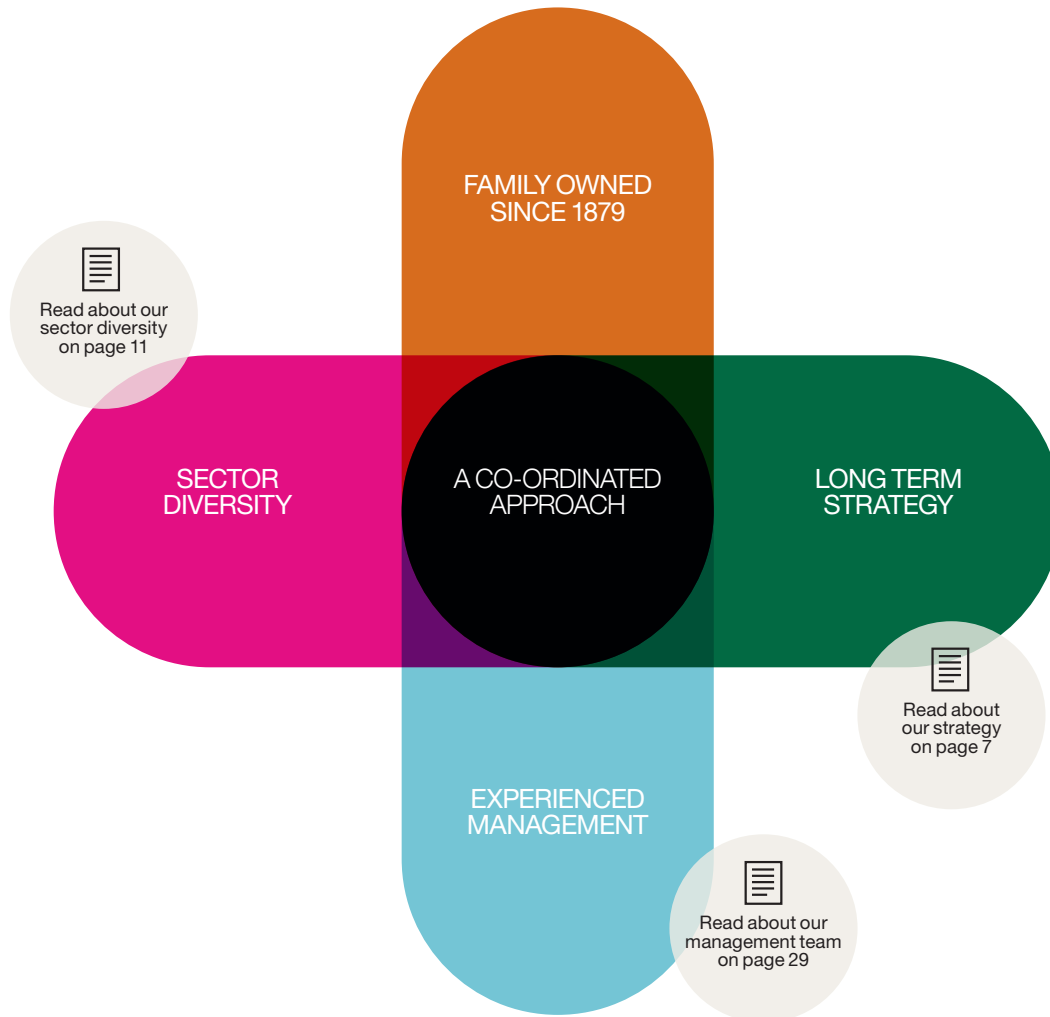 FAMILY OWNED
SINCE 1879
Read about our
sector diversity
on page 11
SECTOR
DIVERSITY
A CO-ORDINATED
APPROACH
LONG TERM
STRATEGY
Read about
our strategy
on page 7
EXPERIENCED
MANAGEMENT
Read about our
management team
on page 29